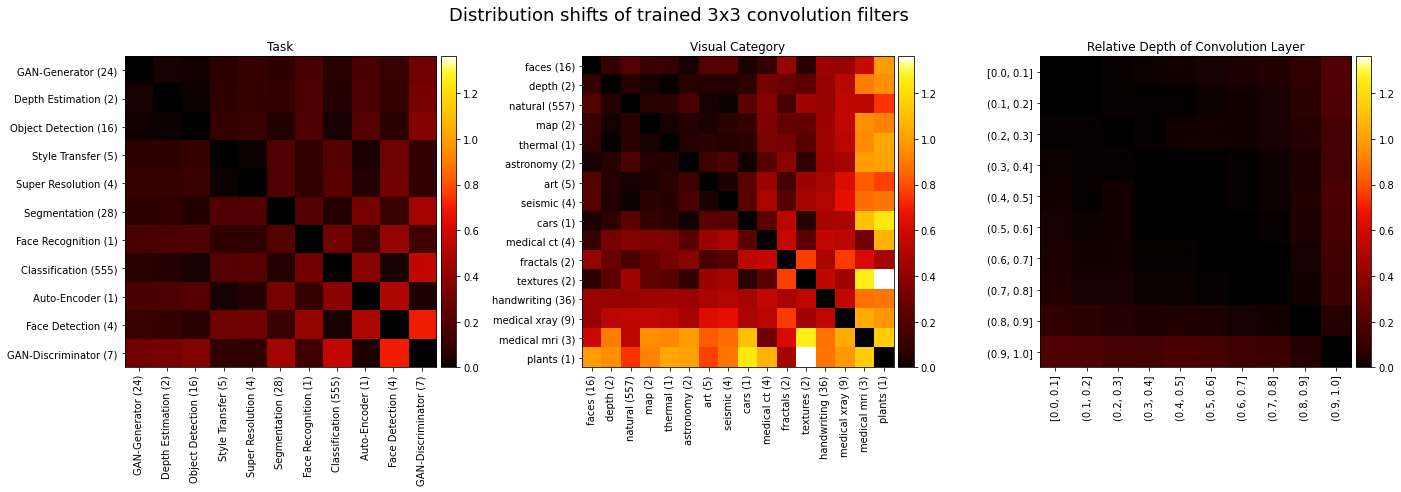 Distribution shifts of trained 3x3 convolution filters
Task
GAN-Generator (24)
Depth Estimation (2)
Object Detection (16)
Style Transfer (5)
Super Resolution (4)
Segmentation (28)
Face Recognition (1)
Classification (555)
Auto-Encoder (1)
Face Detection (4)
GAN-Discriminator (7)
GAN-Generator (24)
Depth Estimation (2)
Object Detection (16)
Style Transfer (5)
Super Resolution (4)
Segmentation (28)
Face Recognition (1)
Classification (555)
Auto-Encoder (1)
Face Detection (4)
GAN-Discriminator (7)
1.2
1.0
0.8
0.6
0.4
0.2
0.0
Visual Category
faces (16)
depth (2)
natural (557)
map (2)
thermal (1)
astronomy (2)
art (5)
seismic (4)
cars (1)
medical ct (4)
fractals (2)
textures (2)
handwriting (36)
medical xray (9)
medical mri (3)
plants (1)
faces (16)
depth (2)
natural (557)
map (2)
thermal (1)
astronomy (2)
art (5)
seismic (4)
cars (1)
medical ct (4)
fractals (2)
textures (2)
handwriting (36)
medical xray (9)
medical mri (3)
plants (1)
1.2
1.0
0.8
0.6
0.4
0.2
0.0
Relative Depth of Convolution Layer
[0.0, 0.1]
(0.1, 0.2]
(0.2, 0.3]
(0.3, 0.4]
(0.4, 0.5]
(0.5, 0.6]
(0.6, 0.7]
(0.7, 0.8]
(0.8, 0.9]
(0.9, 1.0]
[0.0, 0.1]
(0.1, 0.2]
(0.2, 0.3]
(0.3, 0.4]
(0.4, 0.5]
(0.5, 0.6]
(0.6, 0.7]
(0.7, 0.8]
(0.8, 0.9]
(0.9, 1.0]
1.2
1.0
0.8
0.6
0.4
0.2
0.0